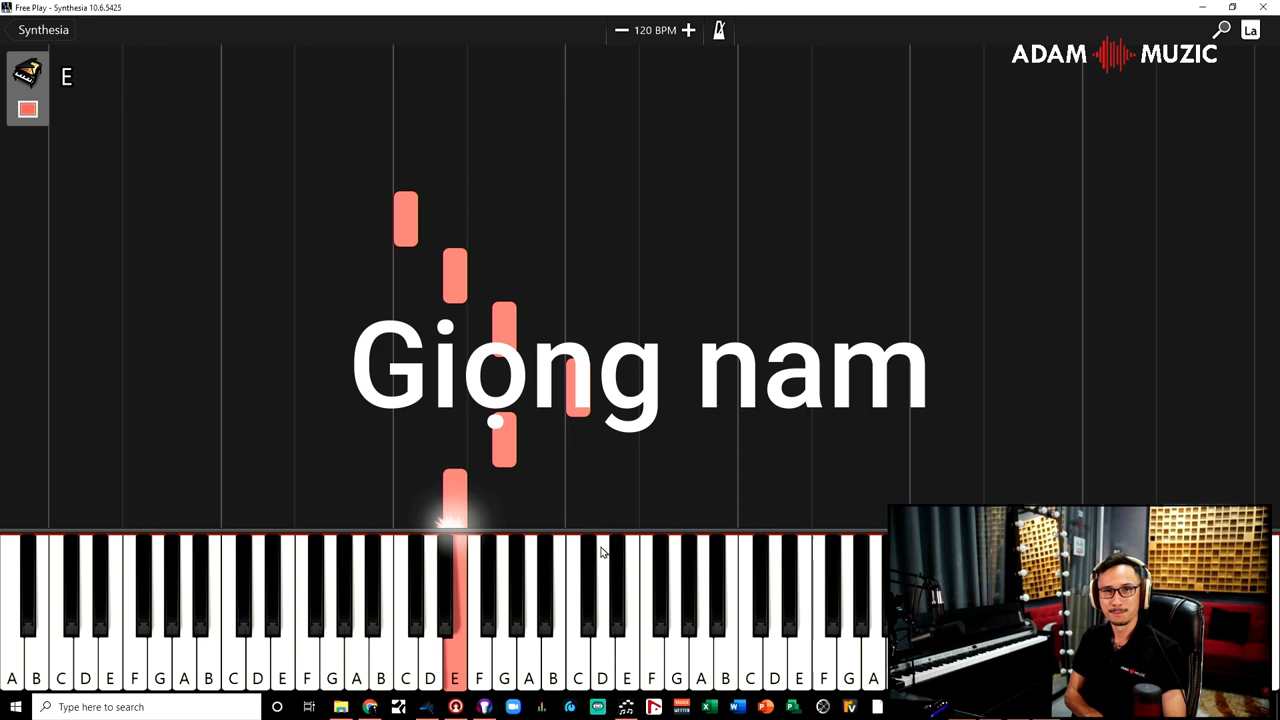 Free Play - Synthesia 10.6.5425
Synthesia
120 BPM
La
ADAM MUZIC
E
Giọng nam
A B C D E F G A B C D E F G A B C D E F G A B C D E F G A B C D E F G A
Type here to search